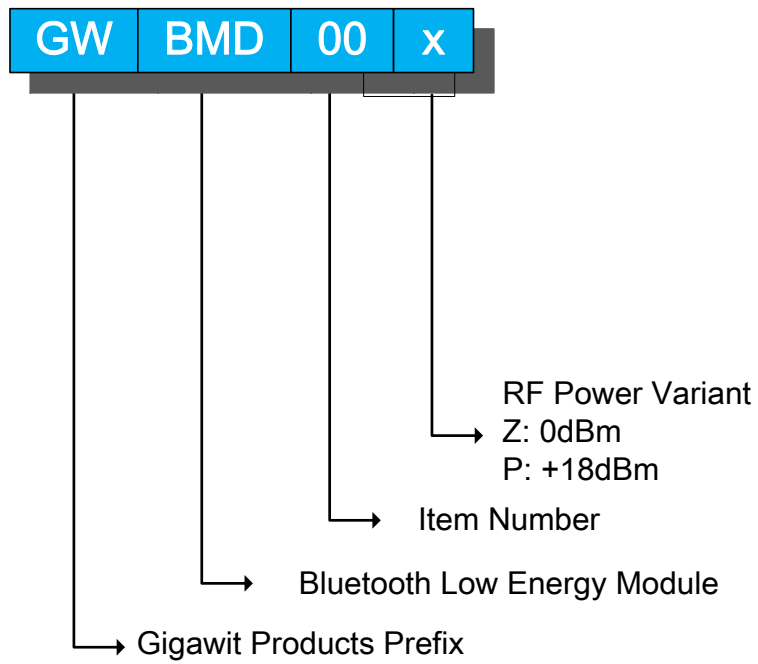 GW BMD 00 x
RF Power Variant
Z: 0dBm
P: +18dBm
Item Number
Bluetooth Low Energy Module
Gigawit Products Prefix